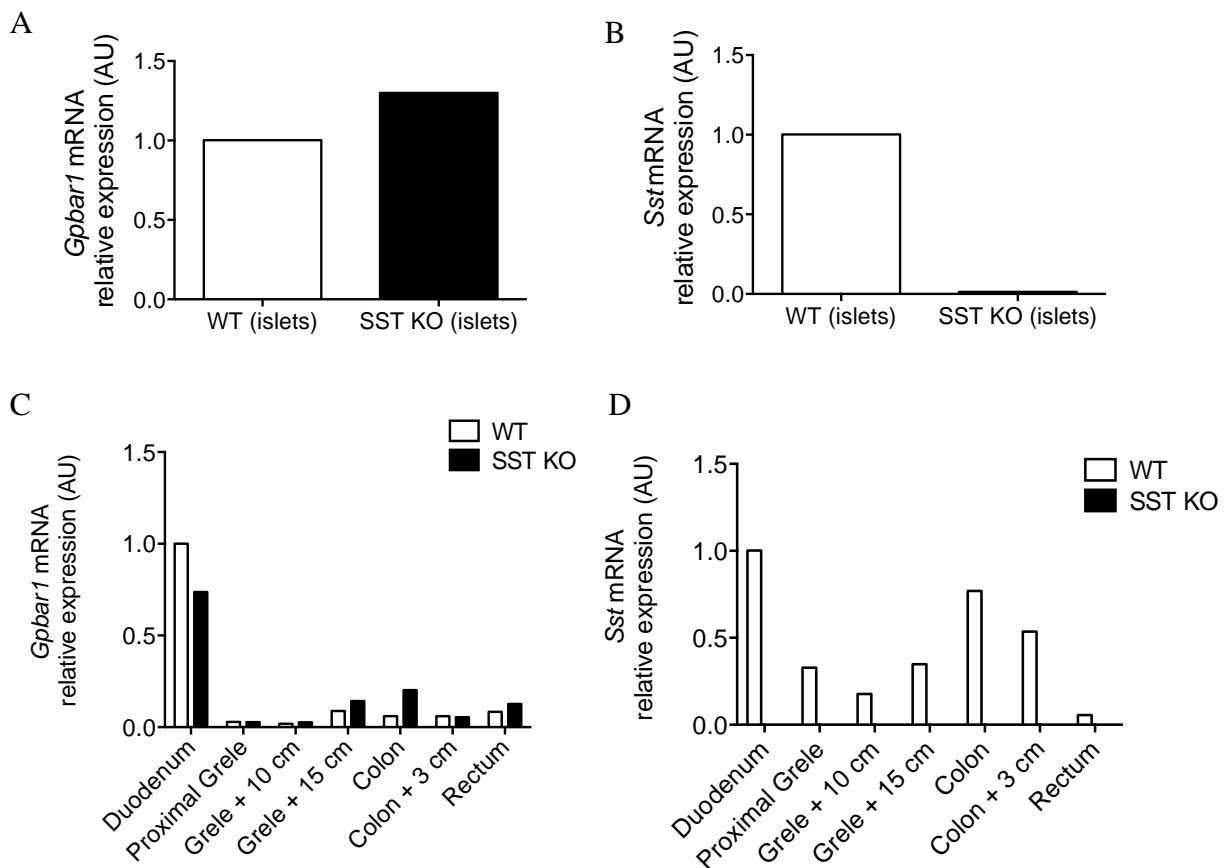 A
Gpbar1 mRNA
relative expression (AU)
1.5
1.0
0.5
0.0
WT (islets)
SST KO (islets)
B
Sst mRNA
relative expression (AU)
1.5
1.0
0.5
0.0
WT (islets)
SST KO (islets)
C
WT
SST KO
Gpbar1 mRNA
relative expression (AU)
1.5
1.0
0.5
0.0
Duodenum
Proximal Grele
Grele + 10 cm
Grele + 15 cm
Colon
Colon + 3 cm
Rectum
D
WT
SST KO
Sst mRNA
relative expression (AU)
1.5
1.0
0.5
0.0
Duodenum
Proximal Grele
Grele + 10 cm
Grele + 15 cm
Colon
Colon + 3 cm
Rectum